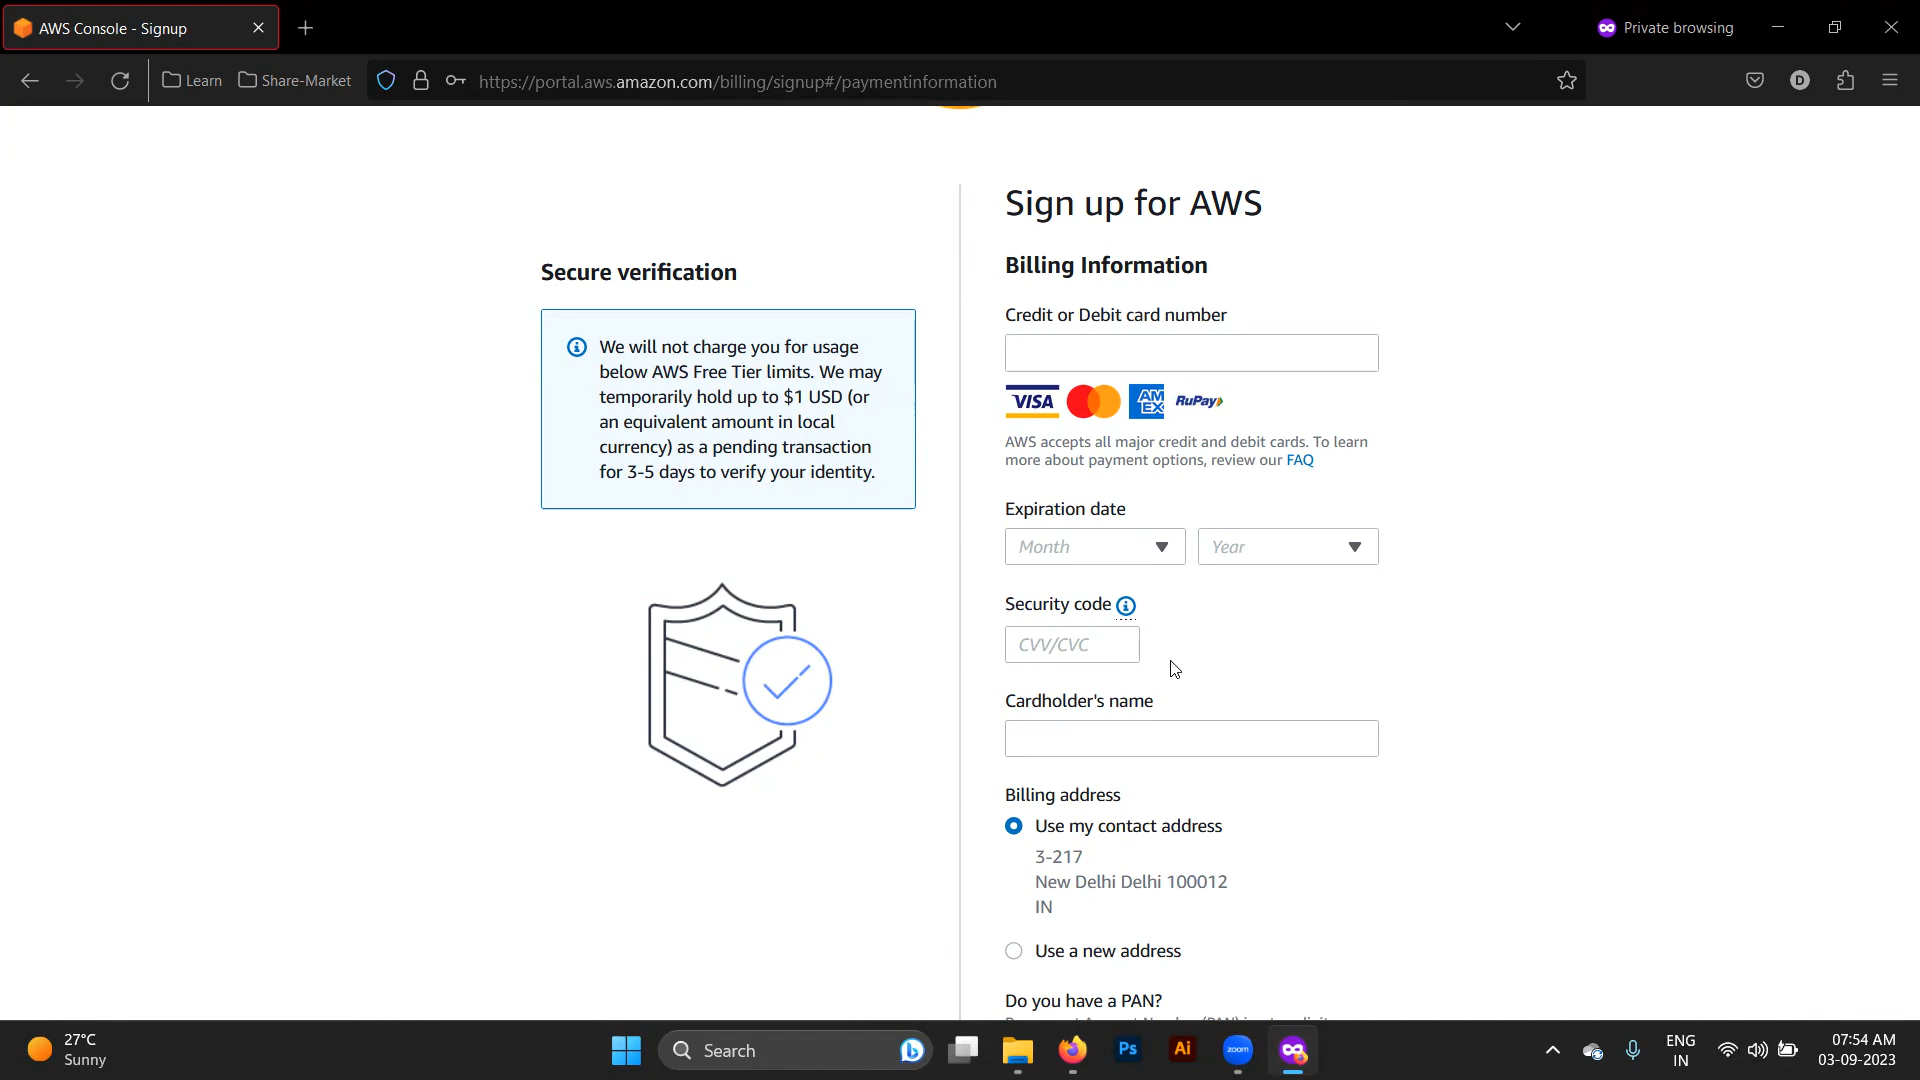 AWS Console - Signup
Private browsing
Learn
Share-Market
https://portal.aws.amazon.com/billing/signup#/paymentinformation
D
Sign up for AWS
Secure verification
We will not charge you for usage
below AWS Free Tier limits. We may
temporarily hold up to $1 USD (or
an equivalent amount in local
currency) as a pending transaction
for 3-5 days to verify your identity.
Billing Information
Credit or Debit card number
VISA
AM
EX
RuPay
AWS accepts all major credit and debit cards. To learn
more about payment options, review our FAQ
Expiration date
Month
Year
Security code
CVV/CVC
Cardholder's name
Billing address
Use my contact address
3-217
New Delhi Delhi 100012
IN
Use a new address
Do you have a PAN?
27°C
Sunny
Search
Ps
Ai
zoom
ENG
IN
07:54 AM
03-09-2023